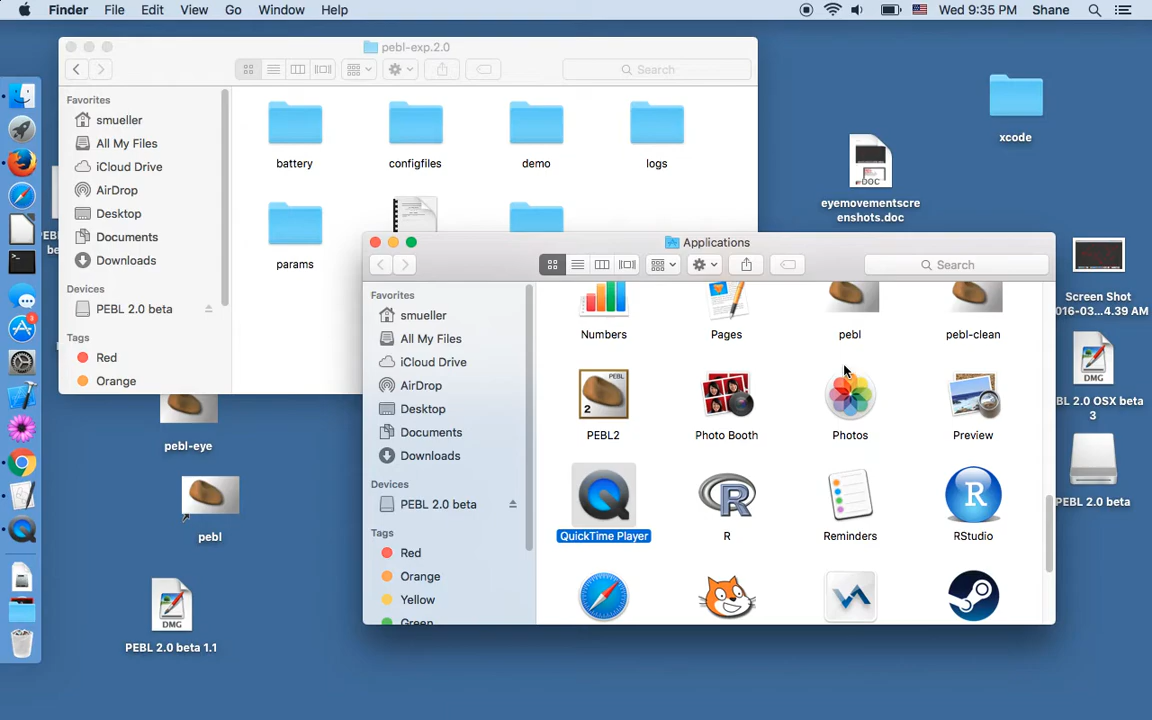 Finder File Edit View Go Window Help Wed 9:35 PM Shane
pebl-exp.2.0
Search
Favorites
smueller
All My Files
iCloud Drive
AirDrop
Desktop
Documents
Downloads
Devices
PEBL 2.0 beta
Tags
Red
Orange
battery configfiles demo logs
params
Applications
Search
Favorites
smueller
All My Files
iCloud Drive
AirDrop
Desktop
Documents
Downloads
Devices
PEBL 2.0 beta
Tags
Red
Orange
Yellow
Green
Numbers Pages pebl pebl-clean
PEBL
2
PEBL2 Photo Booth Photos Preview
QuickTime Player R Reminders RStudio
xcode
DOC
eyemovementscre
enshots.doc
Screen Shot
016-03...4.39 AM
DMG
BL 2.0 OSX beta
3
PEBL 2.0 beta
pebl-eye
pebl
DMG
PEBL 2.0 beta 1.1
3